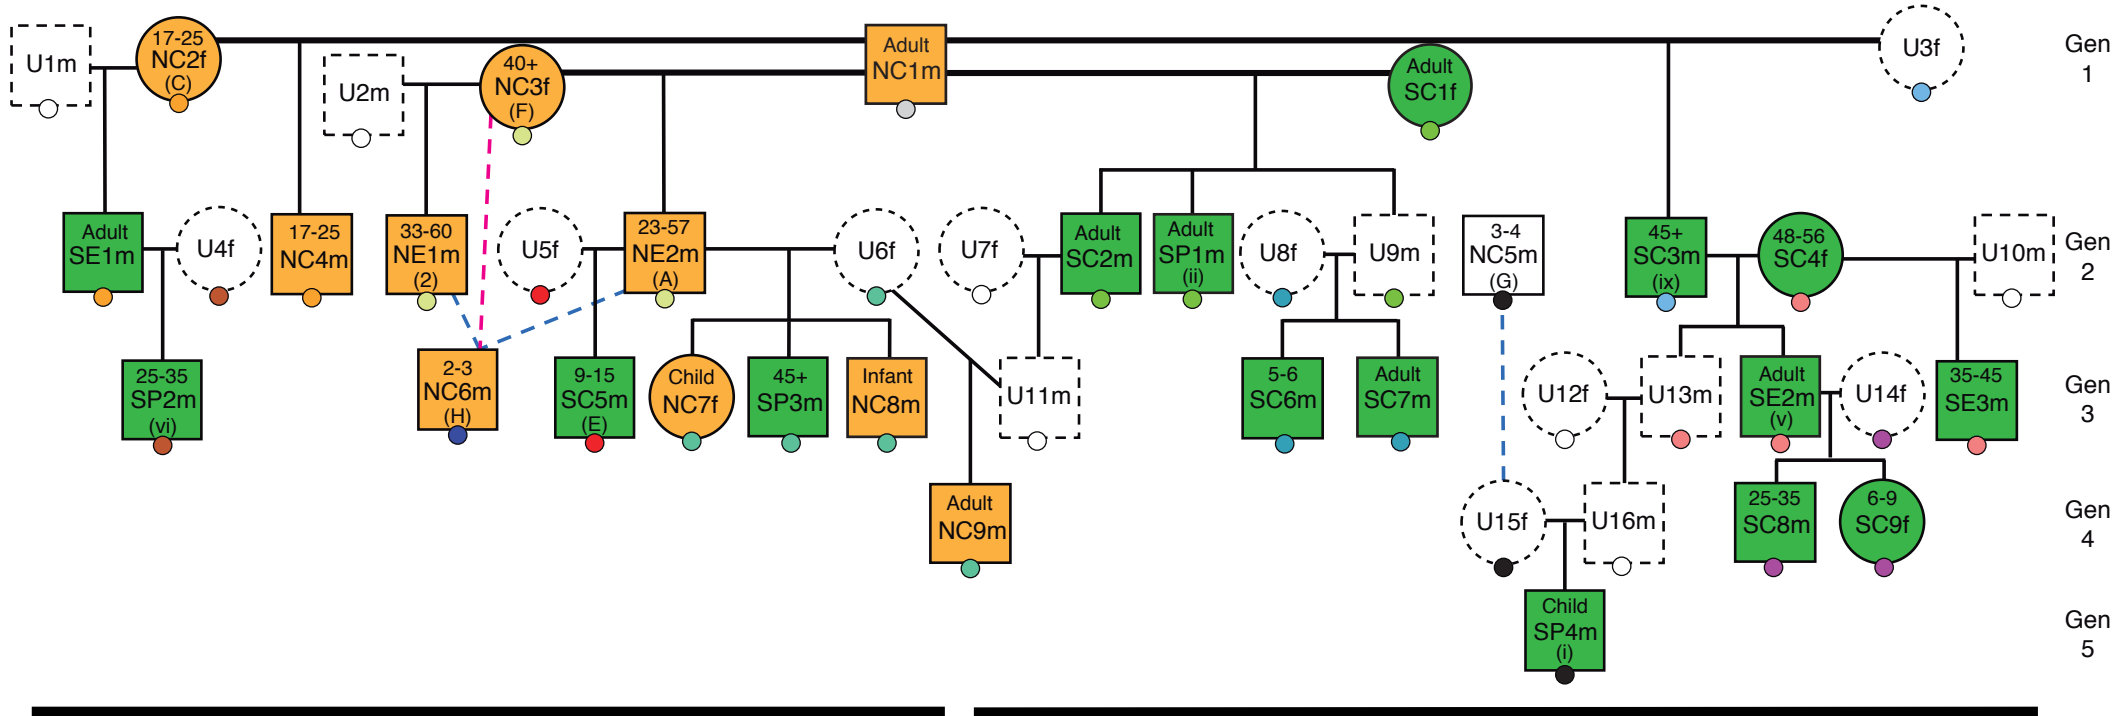 U1m
17-25
NC2f
(C)
U2m
40+
NC3f
(F)
Adult
NC1m
Adult
SC1f
U3f
Gen
1
Adult
SE1m
U4f
17-25
NC4m
33-60
NE1m
(2)
U5f
23-57
NE2m
(A)
U6f
U7f
Adult
SC2m
Adult
SP1m
(ii)
U8f
U9m
3-4
NC5m
(G)
45+
SC3m
(ix)
48-56
SC4f
U10m
Gen
2
25-35
SP2m
(vi)
2-3
NC6m
(H)
9-15
SC5m
(E)
Child
NC7f
45+
SP3m
Infant
NC8m
U11m
5-6
SC6m
Adult
SC7m
U12f
U13m
Adult
SE2m
(v)
U14f
35-45
SE3m
Gen
3
Adult
NC9m
U15f
U16m
25-35
SC8m
6-9
SC9f
Gen
4
Child
SP4m
(i)
Gen
5